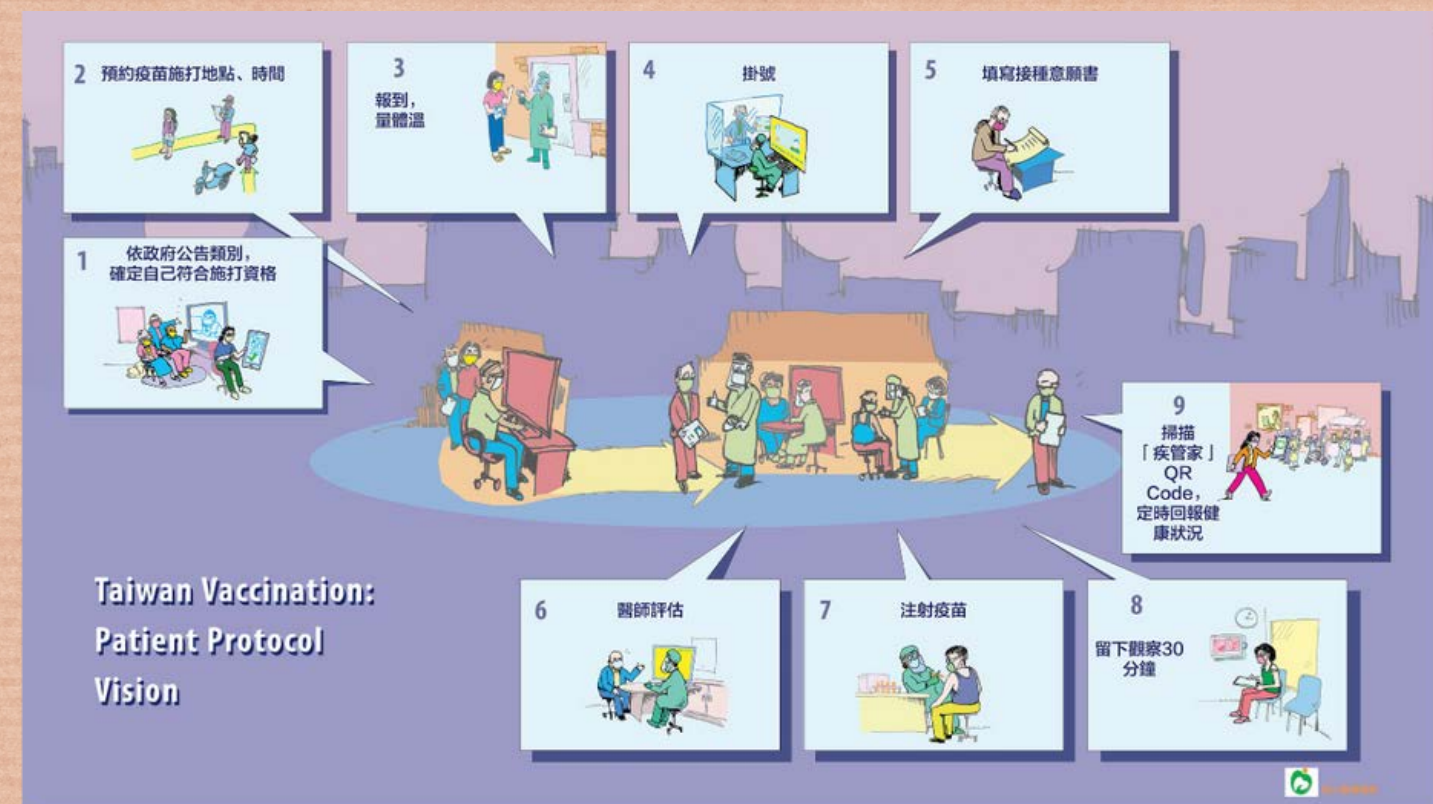 2 預約疫苗施打地點、時間
3
報到，
量體溫
4 掛號
5 填寫接種意願書
1 依政府公告類別，
確定自己符合施打資格
9
掃描
「疾管家」
QR
Code，
定時回報健
康狀況
Taiwan Vaccination:
Patient Protocol
Vision
6 醫師評估
7 注射疫苗
8
留下觀察30
分鐘